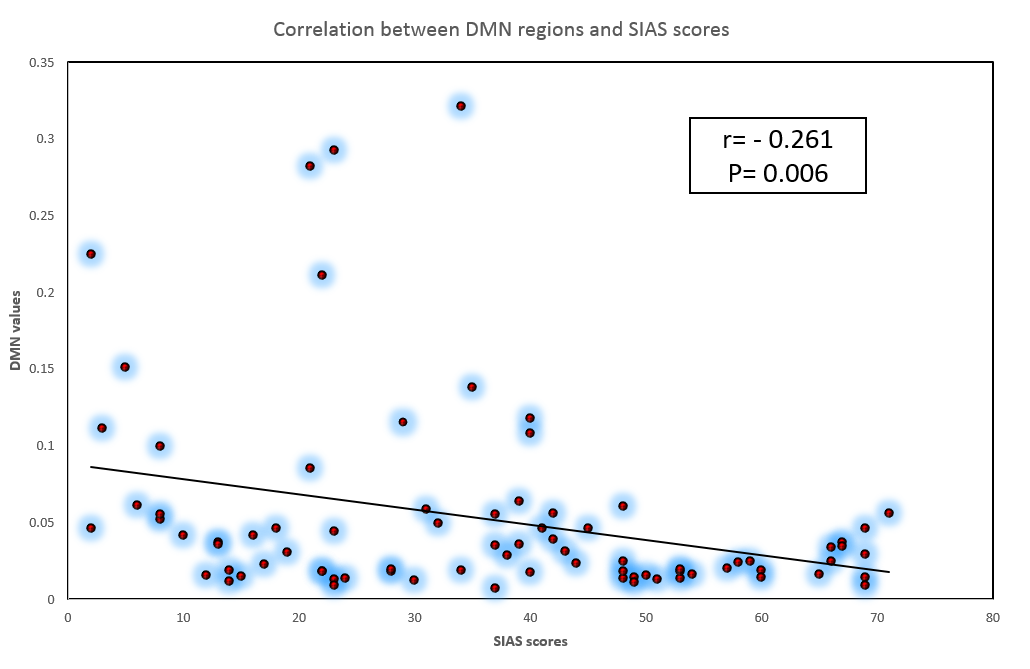 Correlation between DMN regions and SIAS scores
0.35
0.3
0.25
0.2
0.15
0.1
0.05
0
DMN values
r= - 0.261
P= 0.006
0 10 20 30 40 50 60 70 80
SIAS scores